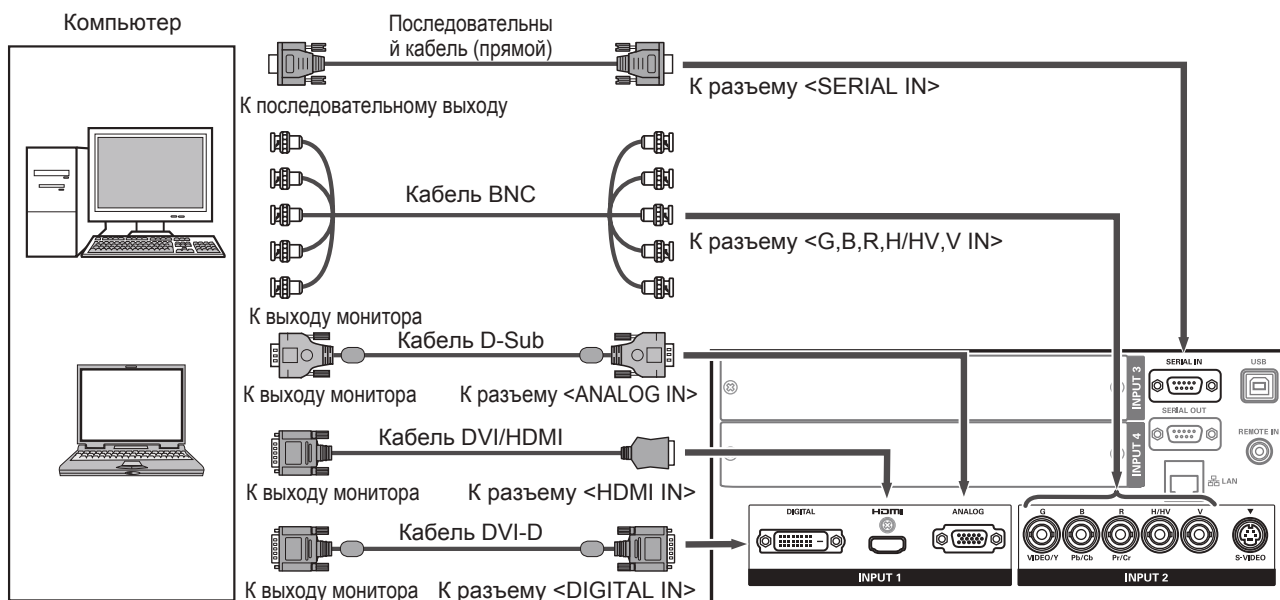 Компьютер
Последовательны
й кабель (прямой)
К разъему <SERIAL IN>
К последовательному выходу
Кабель BNC
К разъему <G,B,R,H/HV,V IN>
К выходу монитора
Кабель D-Sub
К выходу монитора
К разъему <ANALOG IN>
Кабель DVI/HDMI
К выходу монитора
К разъему <HDMI IN>
Кабель DVI-D
К выходу монитора
К разъему <DIGITAL IN>
INPUT 3
SERIAL IN
USB
SERIAL OUT
INPUT 4
REMOTE IN
LAN
DIGITAL
HDMI
ANALOG
INPUT 1
G
B
R
H/HV
V
VIDEO/Y
Pb/Cb
Pr/Cr
S-VIDEO
INPUT 2